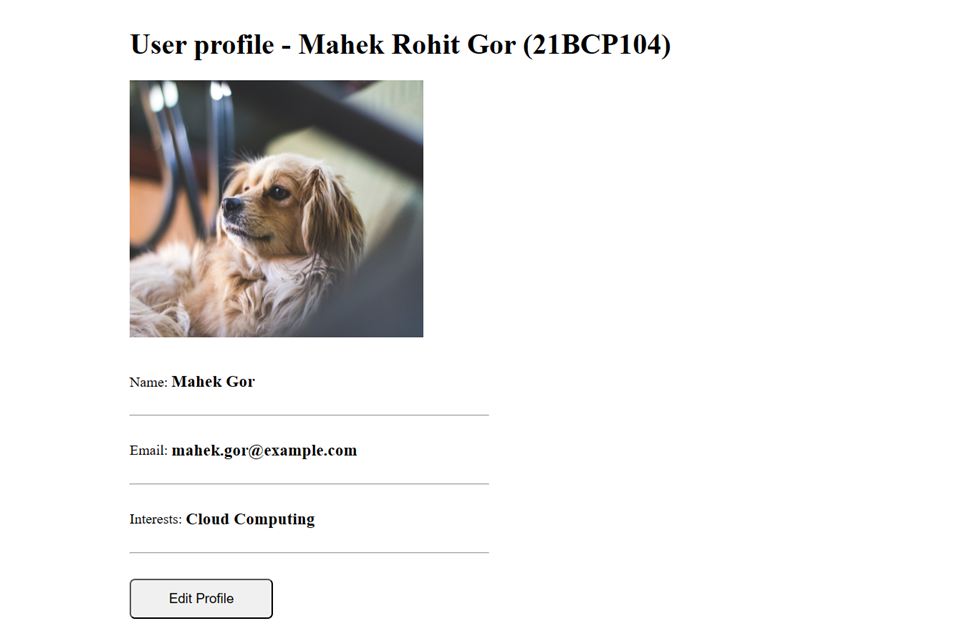 User profile - Mahek Rohit Gor (21BCP104)
Name: Mahek Gor
Email: mahek.gor@example.com
Interests: Cloud Computing
Edit Profile